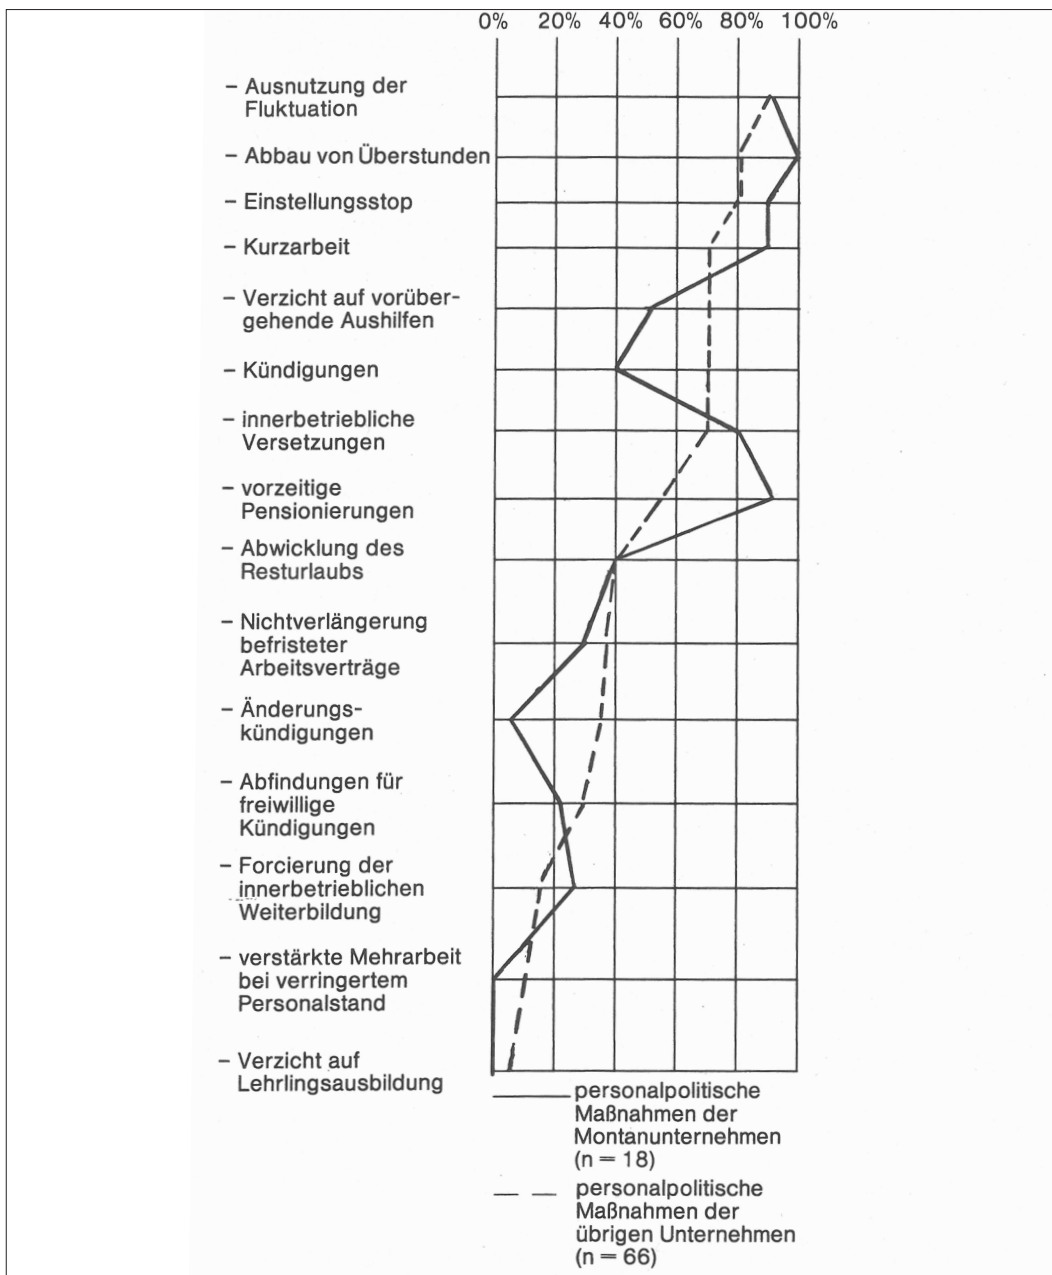 0% 20% 40% 60% 80% 100%
– Ausnutzung der
Fluktuation
– Abbau von Überstunden
– Einstellungsstop
– Kurzarbeit
– Verzicht auf vorüber-
gehende Aushilfen
– Kündigungen
– innerbetriebliche
Versetzungen
– vorzeitige
Pensionierungen
– Abwicklung des
Resturlaubs
– Nichtverlängerung
befristeter
Arbeitsverträge
– Änderungs-
kündigungen
– Abfindungen für
freiwillige
Kündigungen
– Forcierung der
innerbetrieblichen
Weiterbildung
– verstärkte Mehrarbeit
bei verringertem
Personalstand
– Verzicht auf
Lehrlingsausbildung
personalpolitische
Maßnahmen der
Montanunternehmen
(n = 18)
personalpolitische
Maßnahmen der
übrigen Unternehmen
(n = 66)